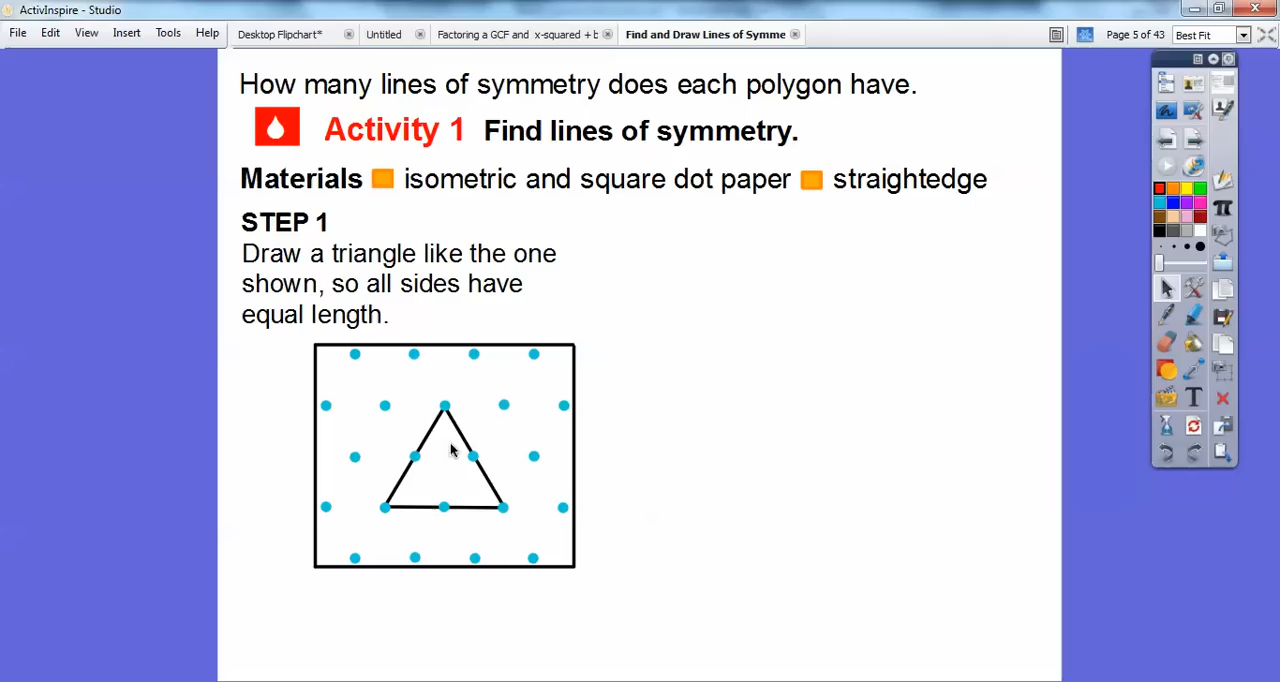 ActivInspire - Studio
File Edit View Insert Tools Help
Desktop Flipchart* Untitled Factoring a GCF and x-squared + b Find and Draw Lines of Symme
Page 5 of 43 Best Fit
How many lines of symmetry does each polygon have.
Activity 1 Find lines of symmetry.
Materials isometric and square dot paper straightedge
STEP 1
Draw a triangle like the one
shown, so all sides have
equal length.